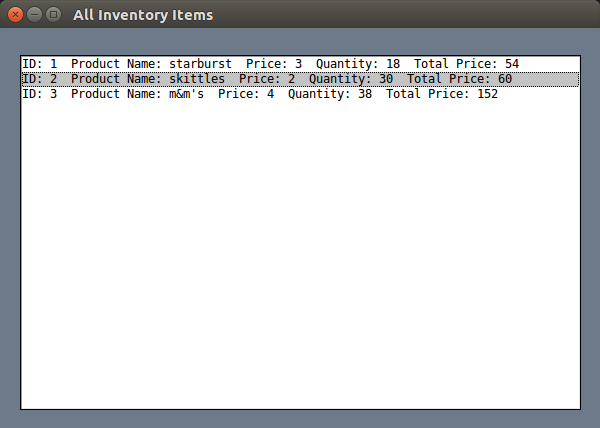 All Inventory Items
ID: 1  Product Name: starburst  Price: 3  Quantity: 18  Total Price: 54
ID: 2  Product Name: skittles  Price: 2  Quantity: 30  Total Price: 60
ID: 3  Product Name: m&m's  Price: 4  Quantity: 38  Total Price: 152